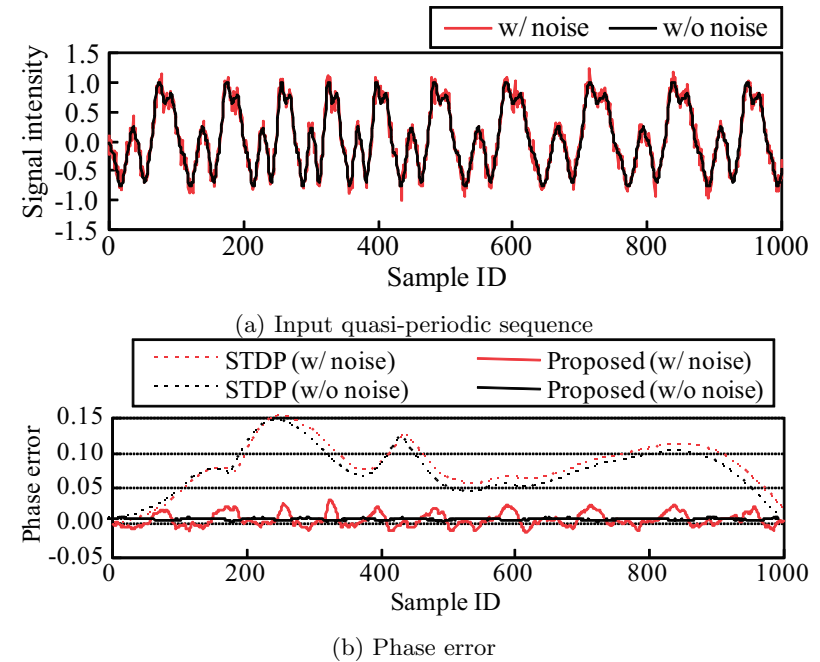 w/ noise w/o noise
Signal intensity
1.5
1.0
0.5
0.0
-0.5
-1.0
-1.5
0 200 400 600 800 1000
Sample ID
(a) Input quasi-periodic sequence
STDP (w/ noise) Proposed (w/ noise)
STDP (w/o noise) Proposed (w/o noise)
Phase error
0.15
0.10
0.05
0.00
-0.05
0 200 400 600 800 1000
Sample ID
(b) Phase error